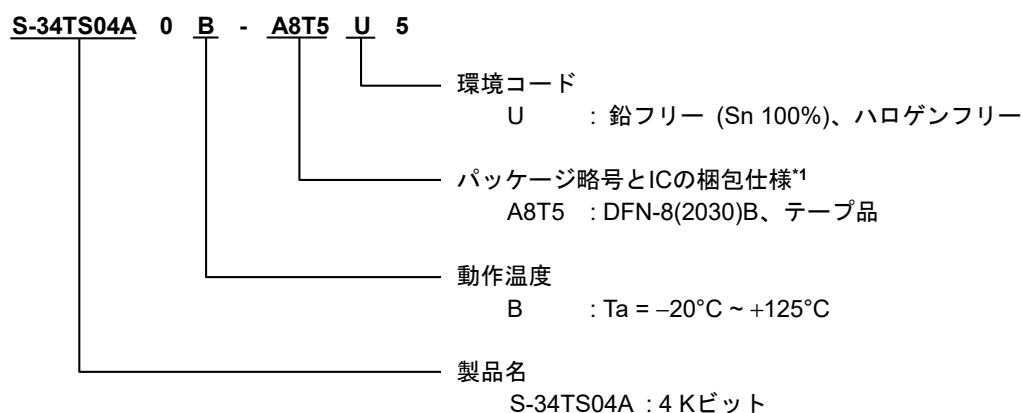 S-34TS04A 0 B - A8T5 U 5
環境コード
U : 鉛フリー (Sn 100%)、ハロゲンフリー
パッケージ略号とICの梱包仕様*1
A8T5 : DFN-8(2030)B、テープ品
動作温度
B : Ta = −20°C ~ +125°C
製品名
S-34TS04A : 4 Kビット